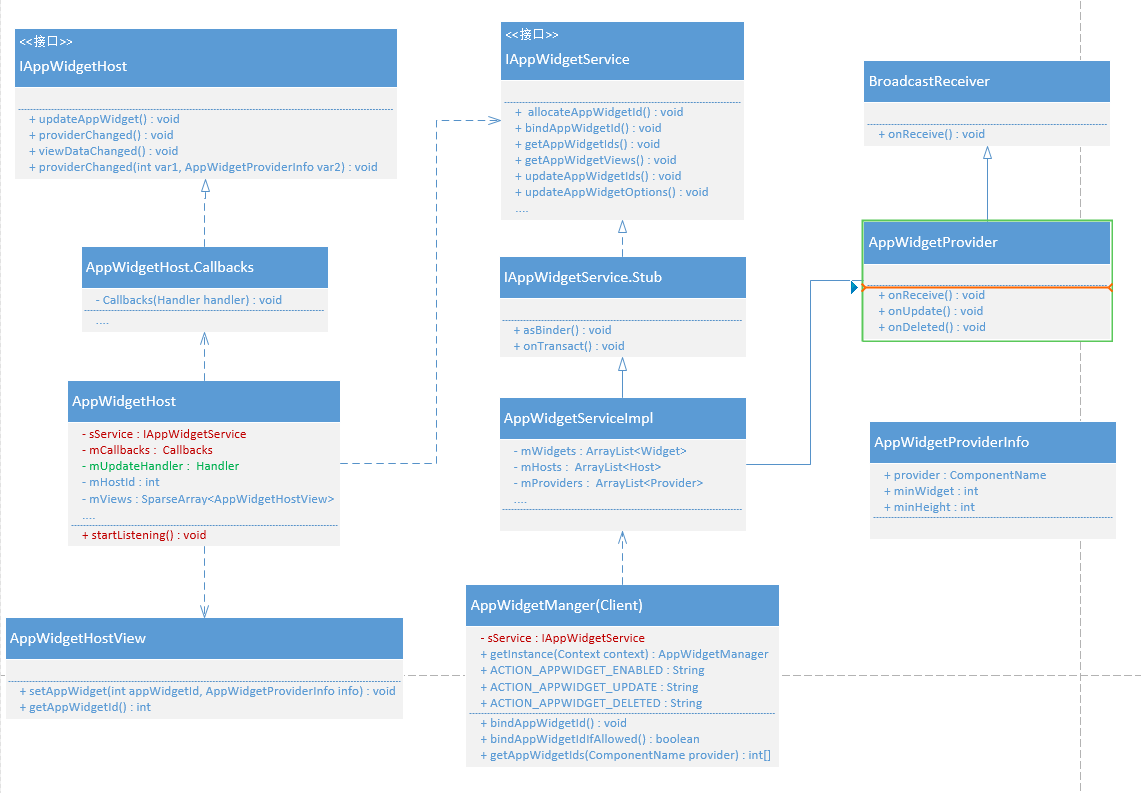 <<接口>>
IAppWidgetHost
+ updateAppWidget() : void
+ providerChanged() : void
+ viewDataChanged() : void
+ providerChanged(int var1, AppWidgetProviderInfo var2) : void
<<接口>>
IAppWidgetService
+ allocateAppWidgetId() : void
+ bindAppWidgetId() : void
+ getAppWidgetIds() : void
+ getAppWidgetViews() : void
+ updateAppWidgetIds() : void
+ updateAppWidgetOptions() : void
....
BroadcastReceiver
+ onReceive() : void
AppWidgetHost.Callbacks
- Callbacks(Handler handler) : void
....
IAppWidgetService.Stub
+ asBinder() : void
+ onTransact() : void
AppWidgetProvider
+ onReceive() : void
+ onUpdate() : void
+ onDeleted() : void
AppWidgetHost
- sService : IAppWidgetService
- mCallbacks : Callbacks
- mUpdateHandler : Handler
- mHostId : int
- mViews : SparseArray<AppWidgetHostView>
....
+ startListening() : void
AppWidgetServiceImpl
- mWidgets : ArrayList<Widget>
- mHosts : ArrayList<Host>
- mProviders : ArrayList<Provider>
....
AppWidgetProviderInfo
+ provider : ComponentName
+ minWidget : int
+ minHeight : int
AppWidgetHostView
+ setAppWidget(int appWidgetId, AppWidgetProviderInfo info) : void
+ getAppWidgetId() : int
AppWidgetManger(Client)
- sService : IAppWidgetService
+ getInstance(Context context) : AppWidgetManager
+ ACTION_APPWIDGET_ENABLED : String
+ ACTION_APPWIDGET_UPDATE : String
+ ACTION_APPWIDGET_DELETED : String
+ bindAppWidgetId() : void
+ bindAppWidgetIdIfAllowed() : boolean
+ getAppWidgetIds(ComponentName provider) : int[]